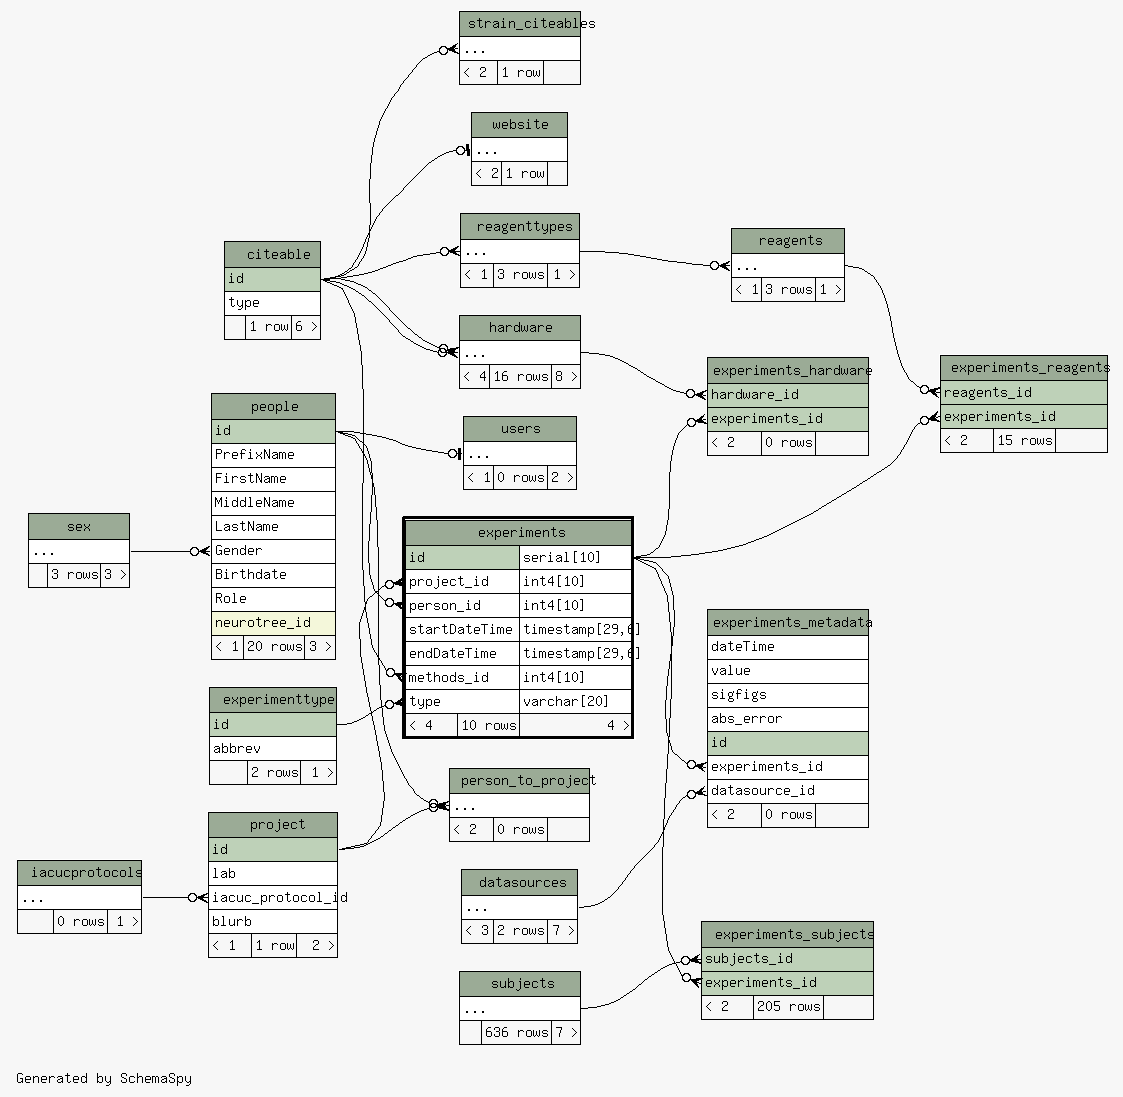 strain_citeables
...
< 2 1 row
website
...
< 2 1 row
reagenttypes
...
< 1 3 rows 1 >
reagents
...
< 1 3 rows 1 >
citeable
id
type
1 row 6 >
hardware
...
< 4 16 rows 8 >
experiments_hardware
hardware_id
experiments_id
< 2 0 rows
experiments_reagents
reagents_id
experiments_id
< 2 15 rows
people
id
PrefixName
FirstName
MiddleName
LastName
Gender
Birthdate
Role
neurotree_id
< 1 20 rows 3 >
users
...
< 1 0 rows 2 >
sex
...
3 rows 3 >
experiments
id serial[10]
project_id int4[10]
person_id int4[10]
startDateTime timestamp[29,6]
endDateTime timestamp[29,6]
methods_id int4[10]
type varchar[20]
< 4 10 rows 4 >
experiments_metadata
dateTime
value
sigfigs
abs_error
id
experiments_id
datasource_id
< 2 0 rows
experimenttype
id
abbrev
2 rows 1 >
person_to_project
...
< 2 0 rows
project
id
lab
iacuc_protocol_id
blurb
< 1 1 row 2 >
iacucprotocols
...
0 rows 1 >
datasources
...
< 3 2 rows 7 >
experiments_subjects
subjects_id
experiments_id
< 2 205 rows
subjects
...
636 rows 7 >
Generated by SchemaSpy